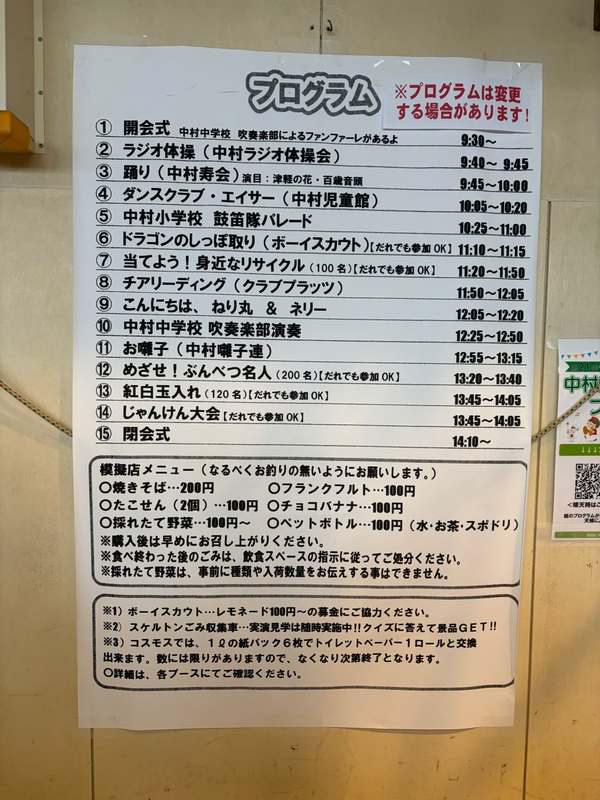 プログラム
※プログラムは変更
する場合があります!
① 開会式 中村中学校 吹奏楽部によるファンファーレがあるよ 9:30～
② ラジオ体操（中村ラジオ体操会） 9:40～ 9:45
③ 踊り（中村寿会）演目：津軽の花・百歳音頭 9:45～10:00
④ ダンスクラブ・エイサー（中村児童館） 10:05～10:20
⑤ 中村小学校 鼓笛隊パレード 10:25～11:00
⑥ ドラゴンのしっぽ取り（ボーイスカウト）【だれでも参加OK】 11:10～11:15
⑦ 当てよう！身近なリサイクル（100名）【だれでも参加OK】 11:20～11:50
⑧ チアリーディング（クラブプラッツ） 11:50～12:05
⑨ こんにちは、ねり丸 ＆ ネリー 12:05～12:20
⑩ 中村中学校 吹奏楽部演奏 12:25～12:50
⑪ お囃子（中村囃子連） 12:55～13:15
⑫ めざせ！ぶんべつ名人（200名）【だれでも参加OK】 13:20～13:40
⑬ 紅白玉入れ（120名）【だれでも参加OK】 13:45～14:05
⑭ じゃんけん大会【だれでも参加OK】 13:45～14:05
⑮ 閉会式 14:10～
模擬店メニュー（なるべくお釣りの無いようにお願いします。）
○焼きそば…200円 ○フランクフルト…100円
○たこせん（2個）…100円 ○チョコバナナ…100円
○採れたて野菜…100円～ ○ペットボトル…100円（水・お茶・スポドリ）
※購入後は早めにお召し上がりください。
※食べ終わった後のごみは、飲食スペースの指示に従ってご処分ください。
※採れたて野菜は、事前に種類や入荷数量をお伝えする事はできません。
※1）ボーイスカウト…レモネード100円～の募金にご協力ください。
※2）スケルトンごみ収集車…実演見学は随時実施中!!クイズに答えて景品GET!!
※3）コスモスでは、1ℓの紙パック6枚でトイレットペーパー1ロールと交換
出来ます。数には限りがありますので、なくなり次第終了となります。
○詳細は、各ブースにてご確認ください。
中村